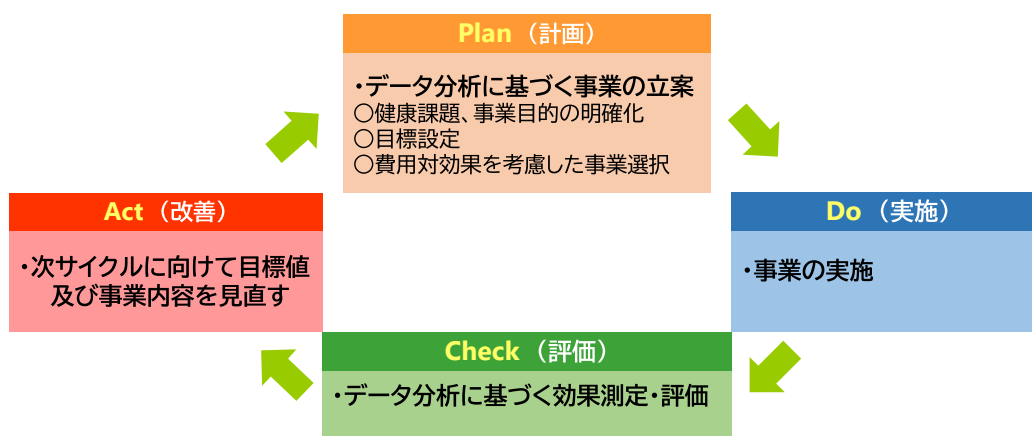 Plan（計画）
・データ分析に基づく事業の立案
〇健康課題、事業目的の明確化
〇目標設定
〇費用対効果を考慮した事業選択
Do（実施）
・事業の実施
Check（評価）
・データ分析に基づく効果測定・評価
Act（改善）
・次サイクルに向けて目標値
及び事業内容を見直す